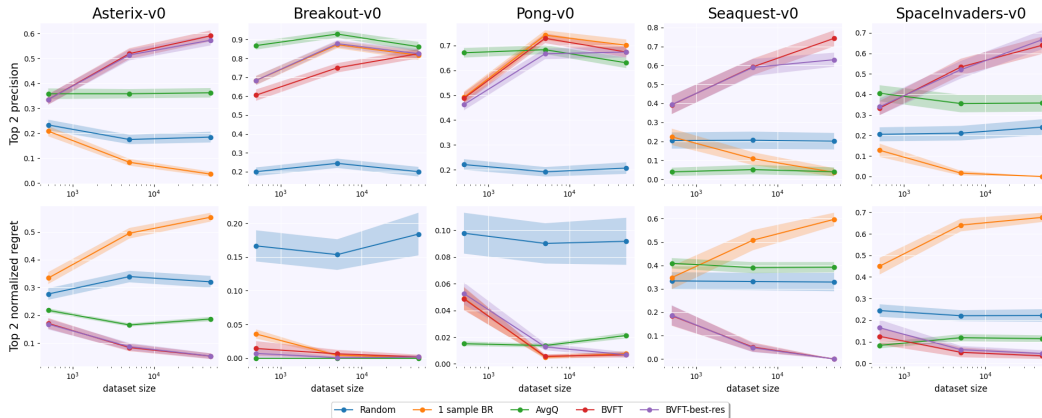 Asterix-v0 Breakout-v0 Pong-v0 Seaquest-v0 SpaceInvaders-v0
Top 2 precision
0.6 0.5 0.4 0.3 0.2 0.1 0.0
0.9 0.8 0.7 0.6 0.5 0.4 0.3 0.2
0.7 0.6 0.5 0.4 0.3 0.2
0.8 0.7 0.6 0.5 0.4 0.3 0.2 0.1 0.0
0.7 0.6 0.5 0.4 0.3 0.2 0.1 0.0
10³ 10⁴ 10³ 10⁴ 10³ 10⁴ 10³ 10⁴ 10³ 10⁴
Top 2 normalized regret
0.5 0.4 0.3 0.2 0.1
0.20 0.15 0.10 0.05 0.00
0.10 0.08 0.06 0.04 0.02 0.00
0.6 0.5 0.4 0.3 0.2 0.1 0.0
0.7 0.6 0.5 0.4 0.3 0.2 0.1 0.0
10³ 10⁴ 10³ 10⁴ 10³ 10⁴ 10³ 10⁴ 10³ 10⁴
dataset size dataset size dataset size dataset size dataset size
Random 1 sample BR AvgQ BVFT BVFT-best-res